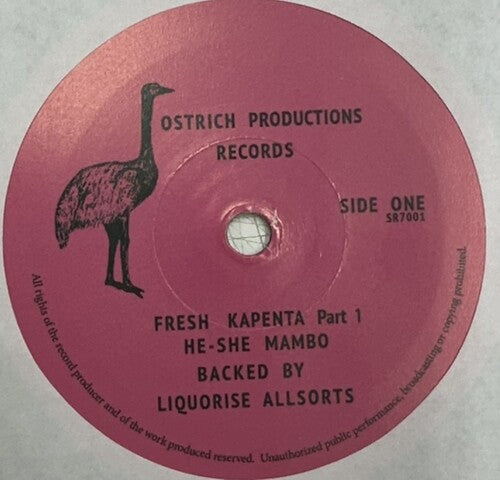 OSTRICH PRODUCTIONS
RECORDS
SIDE ONE
SR7001
FRESH KAPENTA Part 1
HE-SHE MAMBO
BACKED BY
LIQUORISE ALLSORTS
All rights of the record producer and of the work produced reserved. Unauthorized public performance, broadcasting or copying prohibited.